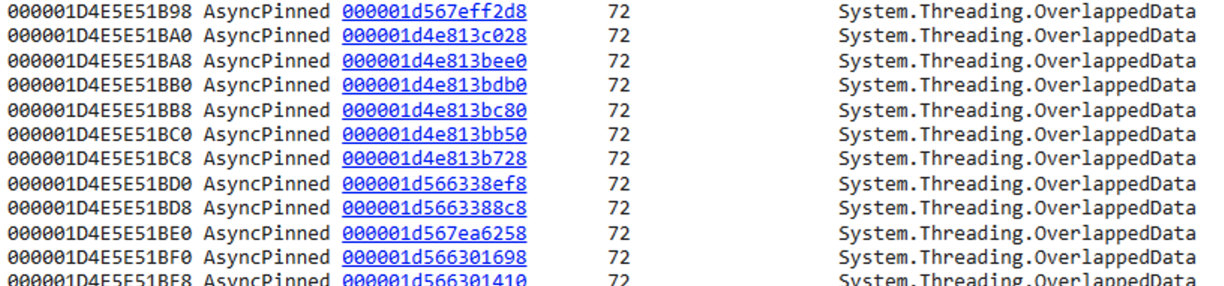 000001D4E5E51B98 AsyncPinned 000001d567eff2d8 72 System.Threading.OverlappedData
000001D4E5E51BA0 AsyncPinned 000001d4e813c028 72 System.Threading.OverlappedData
000001D4E5E51BA8 AsyncPinned 000001d4e813bee0 72 System.Threading.OverlappedData
000001D4E5E51BB0 AsyncPinned 000001d4e813bdb0 72 System.Threading.OverlappedData
000001D4E5E51BB8 AsyncPinned 000001d4e813bc80 72 System.Threading.OverlappedData
000001D4E5E51BC0 AsyncPinned 000001d4e813bb50 72 System.Threading.OverlappedData
000001D4E5E51BC8 AsyncPinned 000001d4e813b728 72 System.Threading.OverlappedData
000001D4E5E51BD0 AsyncPinned 000001d566338ef8 72 System.Threading.OverlappedData
000001D4E5E51BD8 AsyncPinned 000001d5663388c8 72 System.Threading.OverlappedData
000001D4E5E51BE0 AsyncPinned 000001d567ea6258 72 System.Threading.OverlappedData
000001D4E5E51BF0 AsyncPinned 000001d566301698 72 System.Threading.OverlappedData
000001D4E5E51BF8 AsyncPinned 000001d566301410 72 System.Threading.OverlappedData